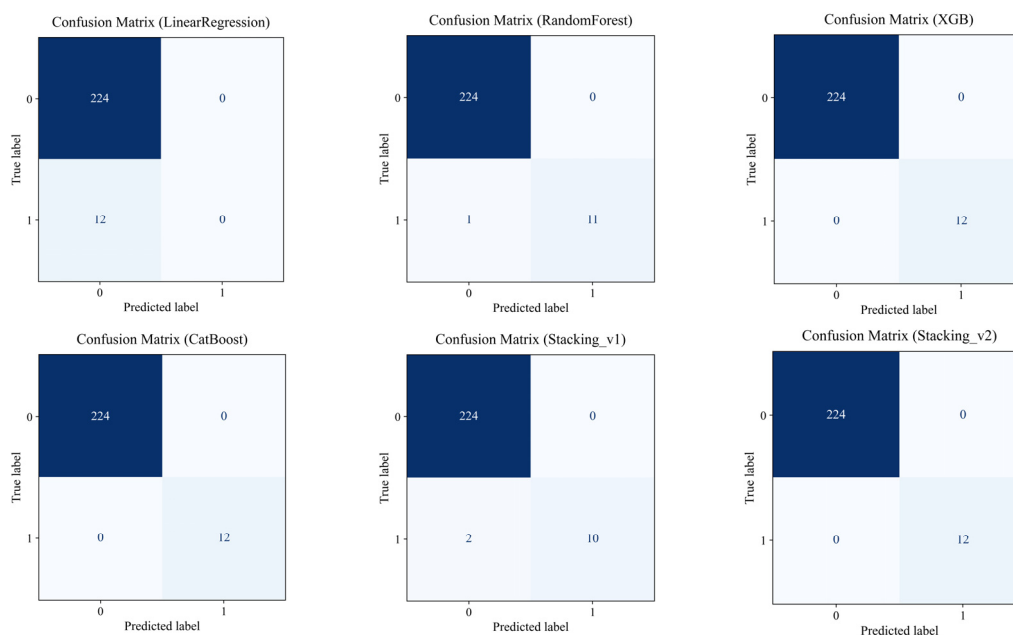 Confusion Matrix (LinearRegression)
0
224
0
True label
1
12
0
0
1
Predicted label
Confusion Matrix (RandomForest)
0
224
0
True label
1
1
11
0
1
Predicted label
Confusion Matrix (XGB)
0
224
0
True label
1
0
12
0
1
Predicted label
Confusion Matrix (CatBoost)
0
224
0
True label
1
0
12
0
1
Predicted label
Confusion Matrix (Stacking_v1)
0
224
0
True label
1
2
10
0
1
Predicted label
Confusion Matrix (Stacking_v2)
0
224
0
True label
1
0
12
0
1
Predicted label